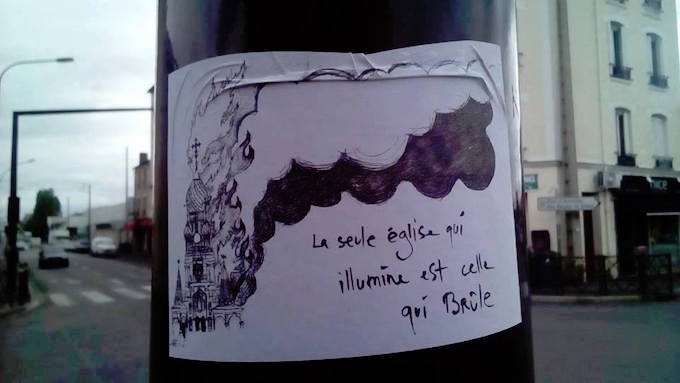 La seule église qui
illumine est celle
qui BRÛLE